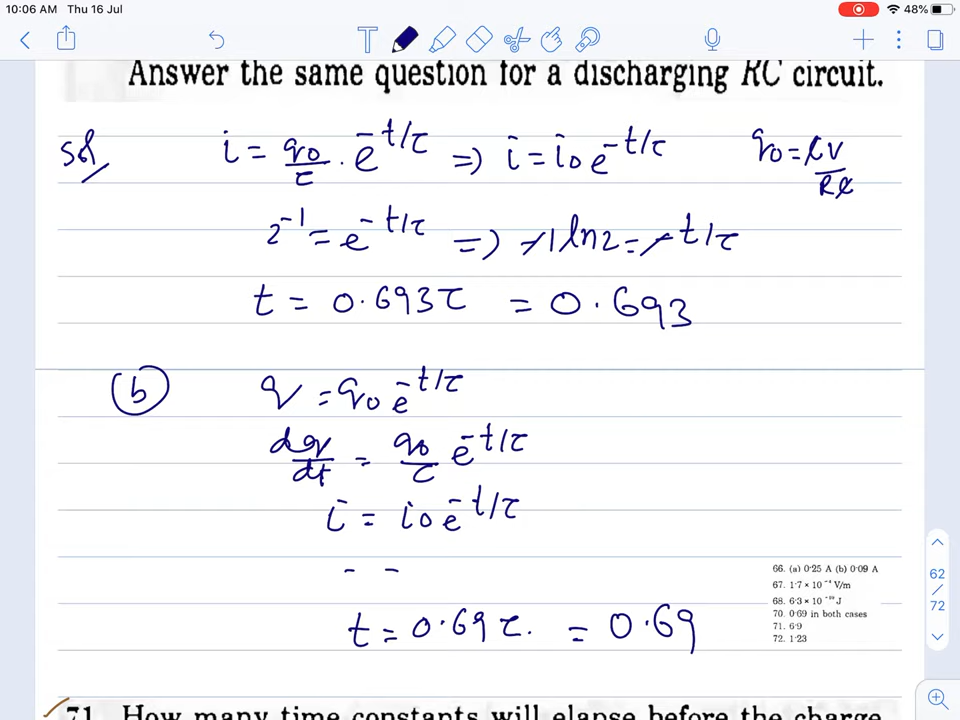 10:06 AM Thu 16 Jul
48%
Answer the same question for a discharging RC circuit.
Sol i = q₀/τ · e^(-t/τ) => i = i₀ e^(-t/τ) q₀ = CV/RC
2⁻¹ = e^(-t/τ) => -1 ln2 = -t/τ
t = 0.693τ = 0.693
(b) q = q₀ e^(-t/τ)
dq/dt = q₀/τ e^(-t/τ)
i = i₀ e^(-t/τ)
- -
t = 0.69τ. = 0.69
66. (a) 0·25 A (b) 0·09 A
67. 1·7 × 10⁻⁴ V/m
68. 6·3 × 10⁻¹⁰ J
70. 0·69 in both cases
71. 6·9
72. 1·23
62
/
72
71. How many time constants will elapse before the charge